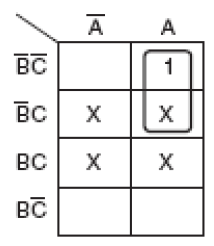 A̅ A
B̅C̅ 1
B̅C X X
BC X X
BC̅